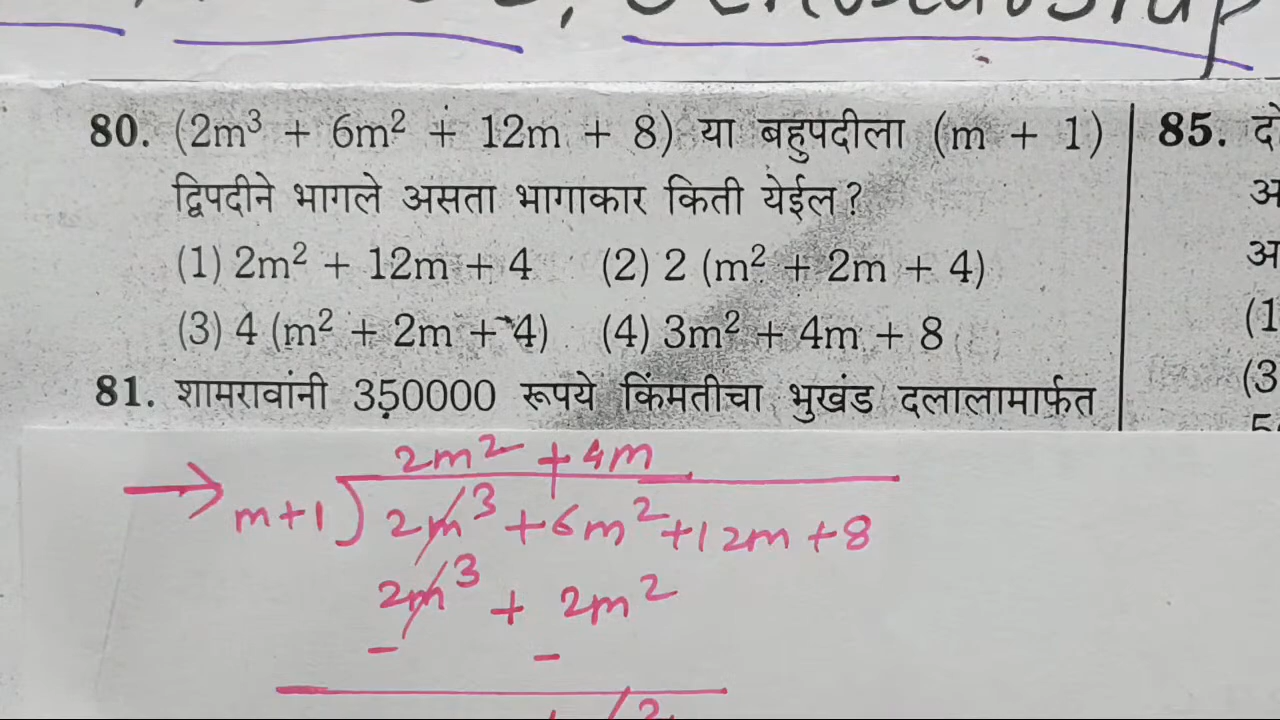 80. (2m³ + 6m² + 12m + 8) या बहुपदीला (m + 1)
द्विपदीने भागले असता भागाकार किती येईल?
(1) 2m² + 12m + 4 (2) 2 (m² + 2m + 4)
(3) 4 (m² + 2m + 4) (4) 3m² + 4m + 8
81. शामरावांनी 350000 रूपये किंमतीचा भुखंड दलालामार्फत
85.
(1
(3
2m² + 4m
m+1 ) 2m³ + 6m² + 12m + 8
2m³ + 2m²
- -